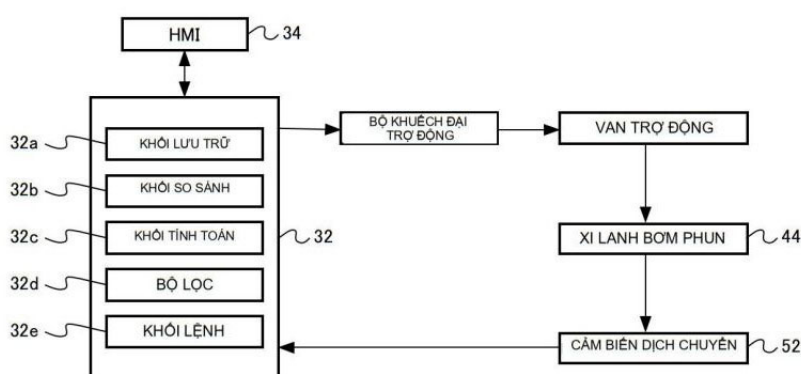 HMI
34
32a
KHỐI LƯU TRỮ
32b
KHỐI SO SÁNH
32c
KHỐI TÍNH TOÁN
32
32d
BỘ LỌC
32e
KHỐI LỆNH
BỘ KHUẾCH ĐẠI
TRỢ ĐỘNG
VAN TRỢ ĐỘNG
XI LANH BƠM PHUN
44
CẢM BIẾN DỊCH CHUYỂN
52